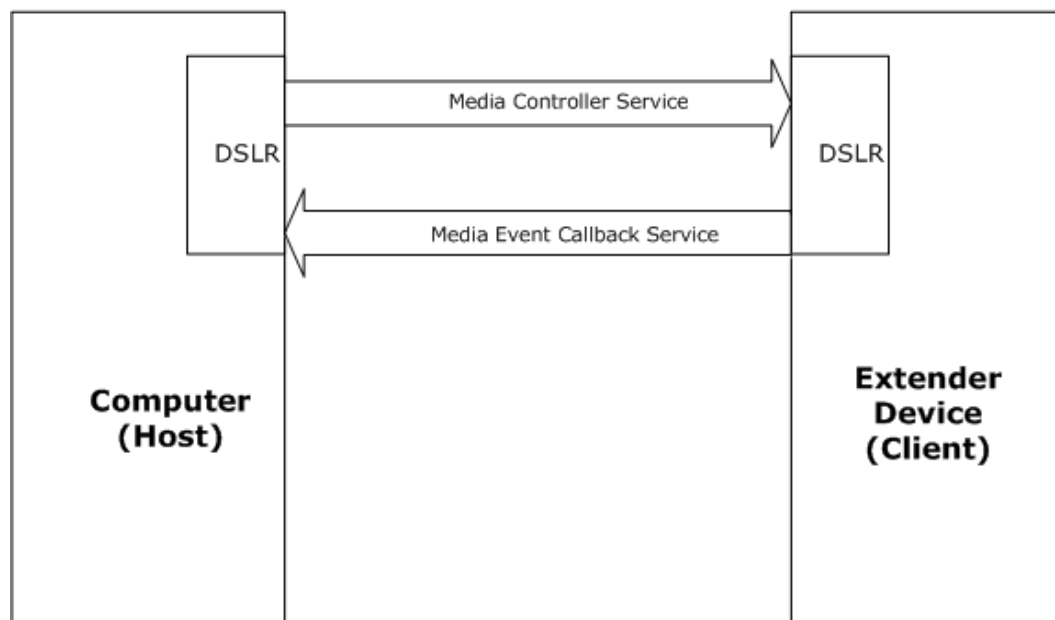 Media Controller Service
DSLR
DSLR
Media Event Callback Service
Computer
(Host)
Extender
Device
(Client)